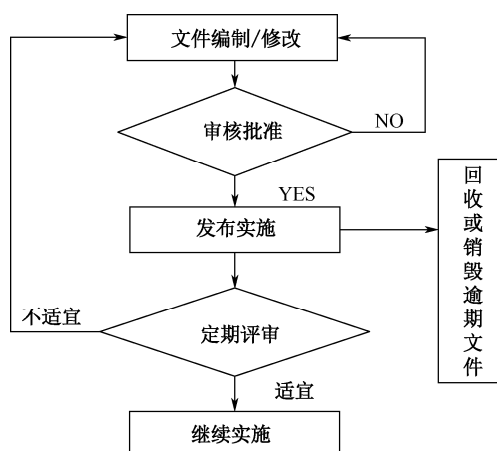 文件编制/修改
审核批准
NO
YES
发布实施
回收或销毁逾期文件
不适宜
定期评审
适宜
继续实施